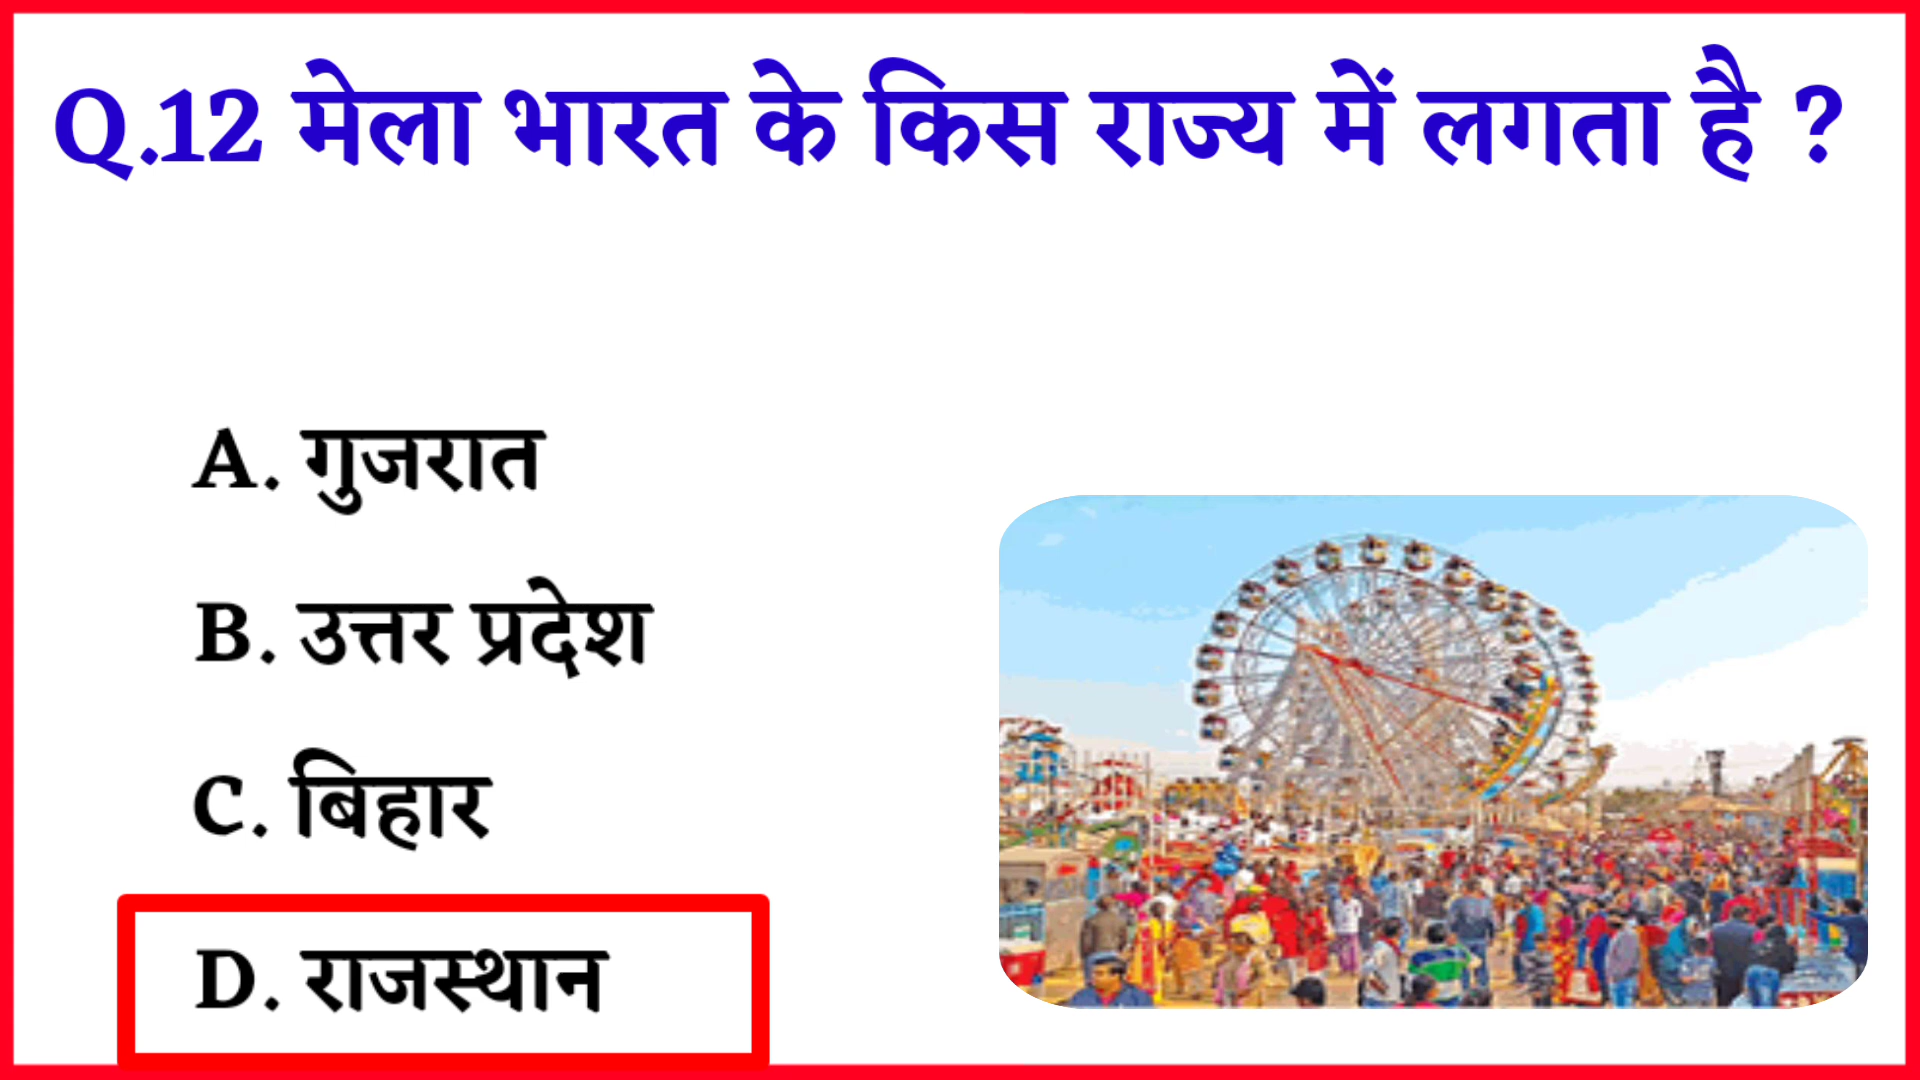 Q.12 मेला भारत के किस राज्य में लगता है ?
A. गुजरात
B. उत्तर प्रदेश
C. बिहार
D. राजस्थान